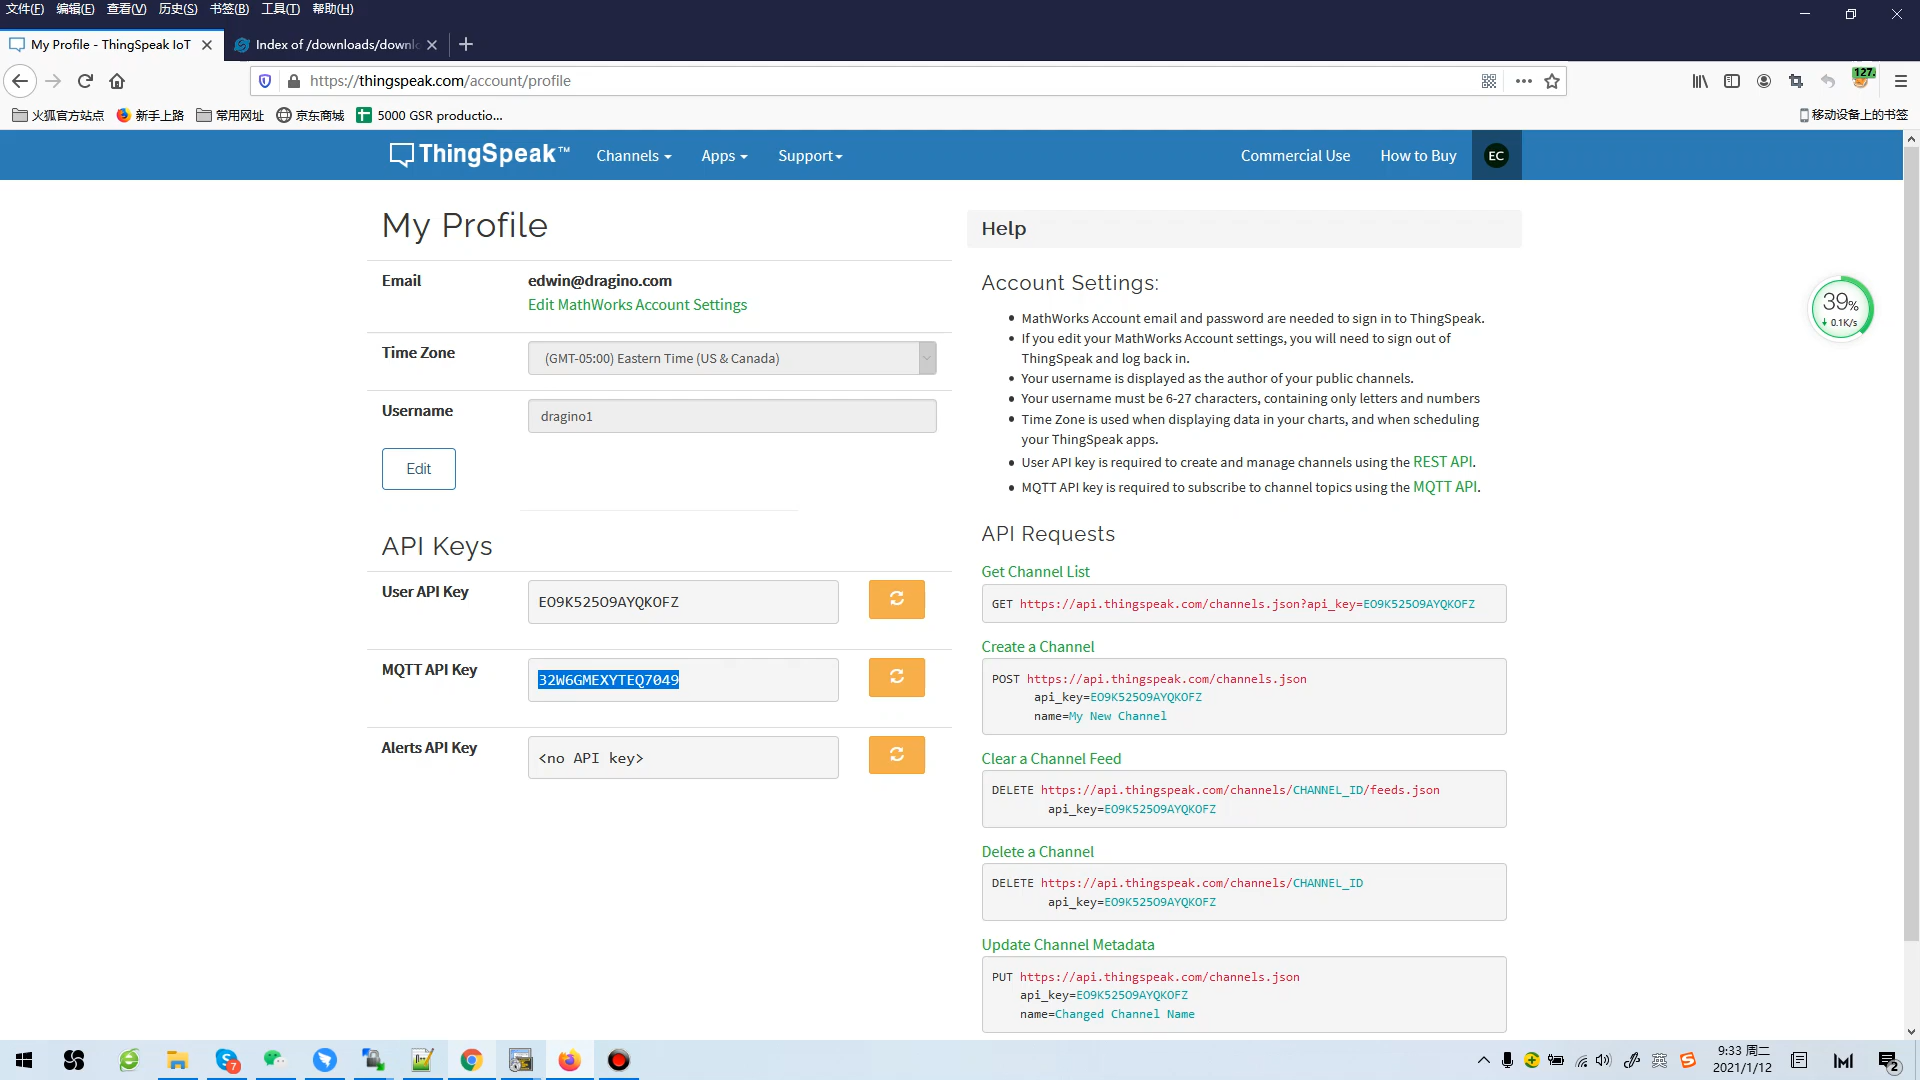 文件(F) 编辑(E) 查看(V) 历史(S) 书签(B) 工具(T) 帮助(H)
My Profile - ThingSpeak IoT
Index of /downloads/downl
https://thingspeak.com/account/profile
127.
火狐官方站点 新手上路 常用网址 京东商城 5000 GSR productio...
移动设备上的书签
ThingSpeak™ Channels Apps Support Commercial Use How to Buy EC
My Profile
Email edwin@dragino.com
Edit MathWorks Account Settings
Time Zone (GMT-05:00) Eastern Time (US & Canada)
Username dragino1
Edit
API Keys
User API Key EO9K525O9AYQKOFZ
MQTT API Key 32W6GMEXYTEQ7049
Alerts API Key <no API key>
Help
Account Settings:
MathWorks Account email and password are needed to sign in to ThingSpeak.
If you edit your MathWorks Account settings, you will need to sign out of
ThingSpeak and log back in.
Your username is displayed as the author of your public channels.
Your username must be 6-27 characters, containing only letters and numbers
Time Zone is used when displaying data in your charts, and when scheduling
your ThingSpeak apps.
User API key is required to create and manage channels using the REST API.
MQTT API key is required to subscribe to channel topics using the MQTT API.
API Requests
Get Channel List
GET https://api.thingspeak.com/channels.json?api_key=EO9K525O9AYQKOFZ
Create a Channel
POST https://api.thingspeak.com/channels.json
api_key=EO9K525O9AYQKOFZ
name=My New Channel
Clear a Channel Feed
DELETE https://api.thingspeak.com/channels/CHANNEL_ID/feeds.json
api_key=EO9K525O9AYQKOFZ
Delete a Channel
DELETE https://api.thingspeak.com/channels/CHANNEL_ID
api_key=EO9K525O9AYQKOFZ
Update Channel Metadata
PUT https://api.thingspeak.com/channels.json
api_key=EO9K525O9AYQKOFZ
name=Changed Channel Name
39%
↓ 0.1K/s
7
英
9:33 周二
2021/1/12
2